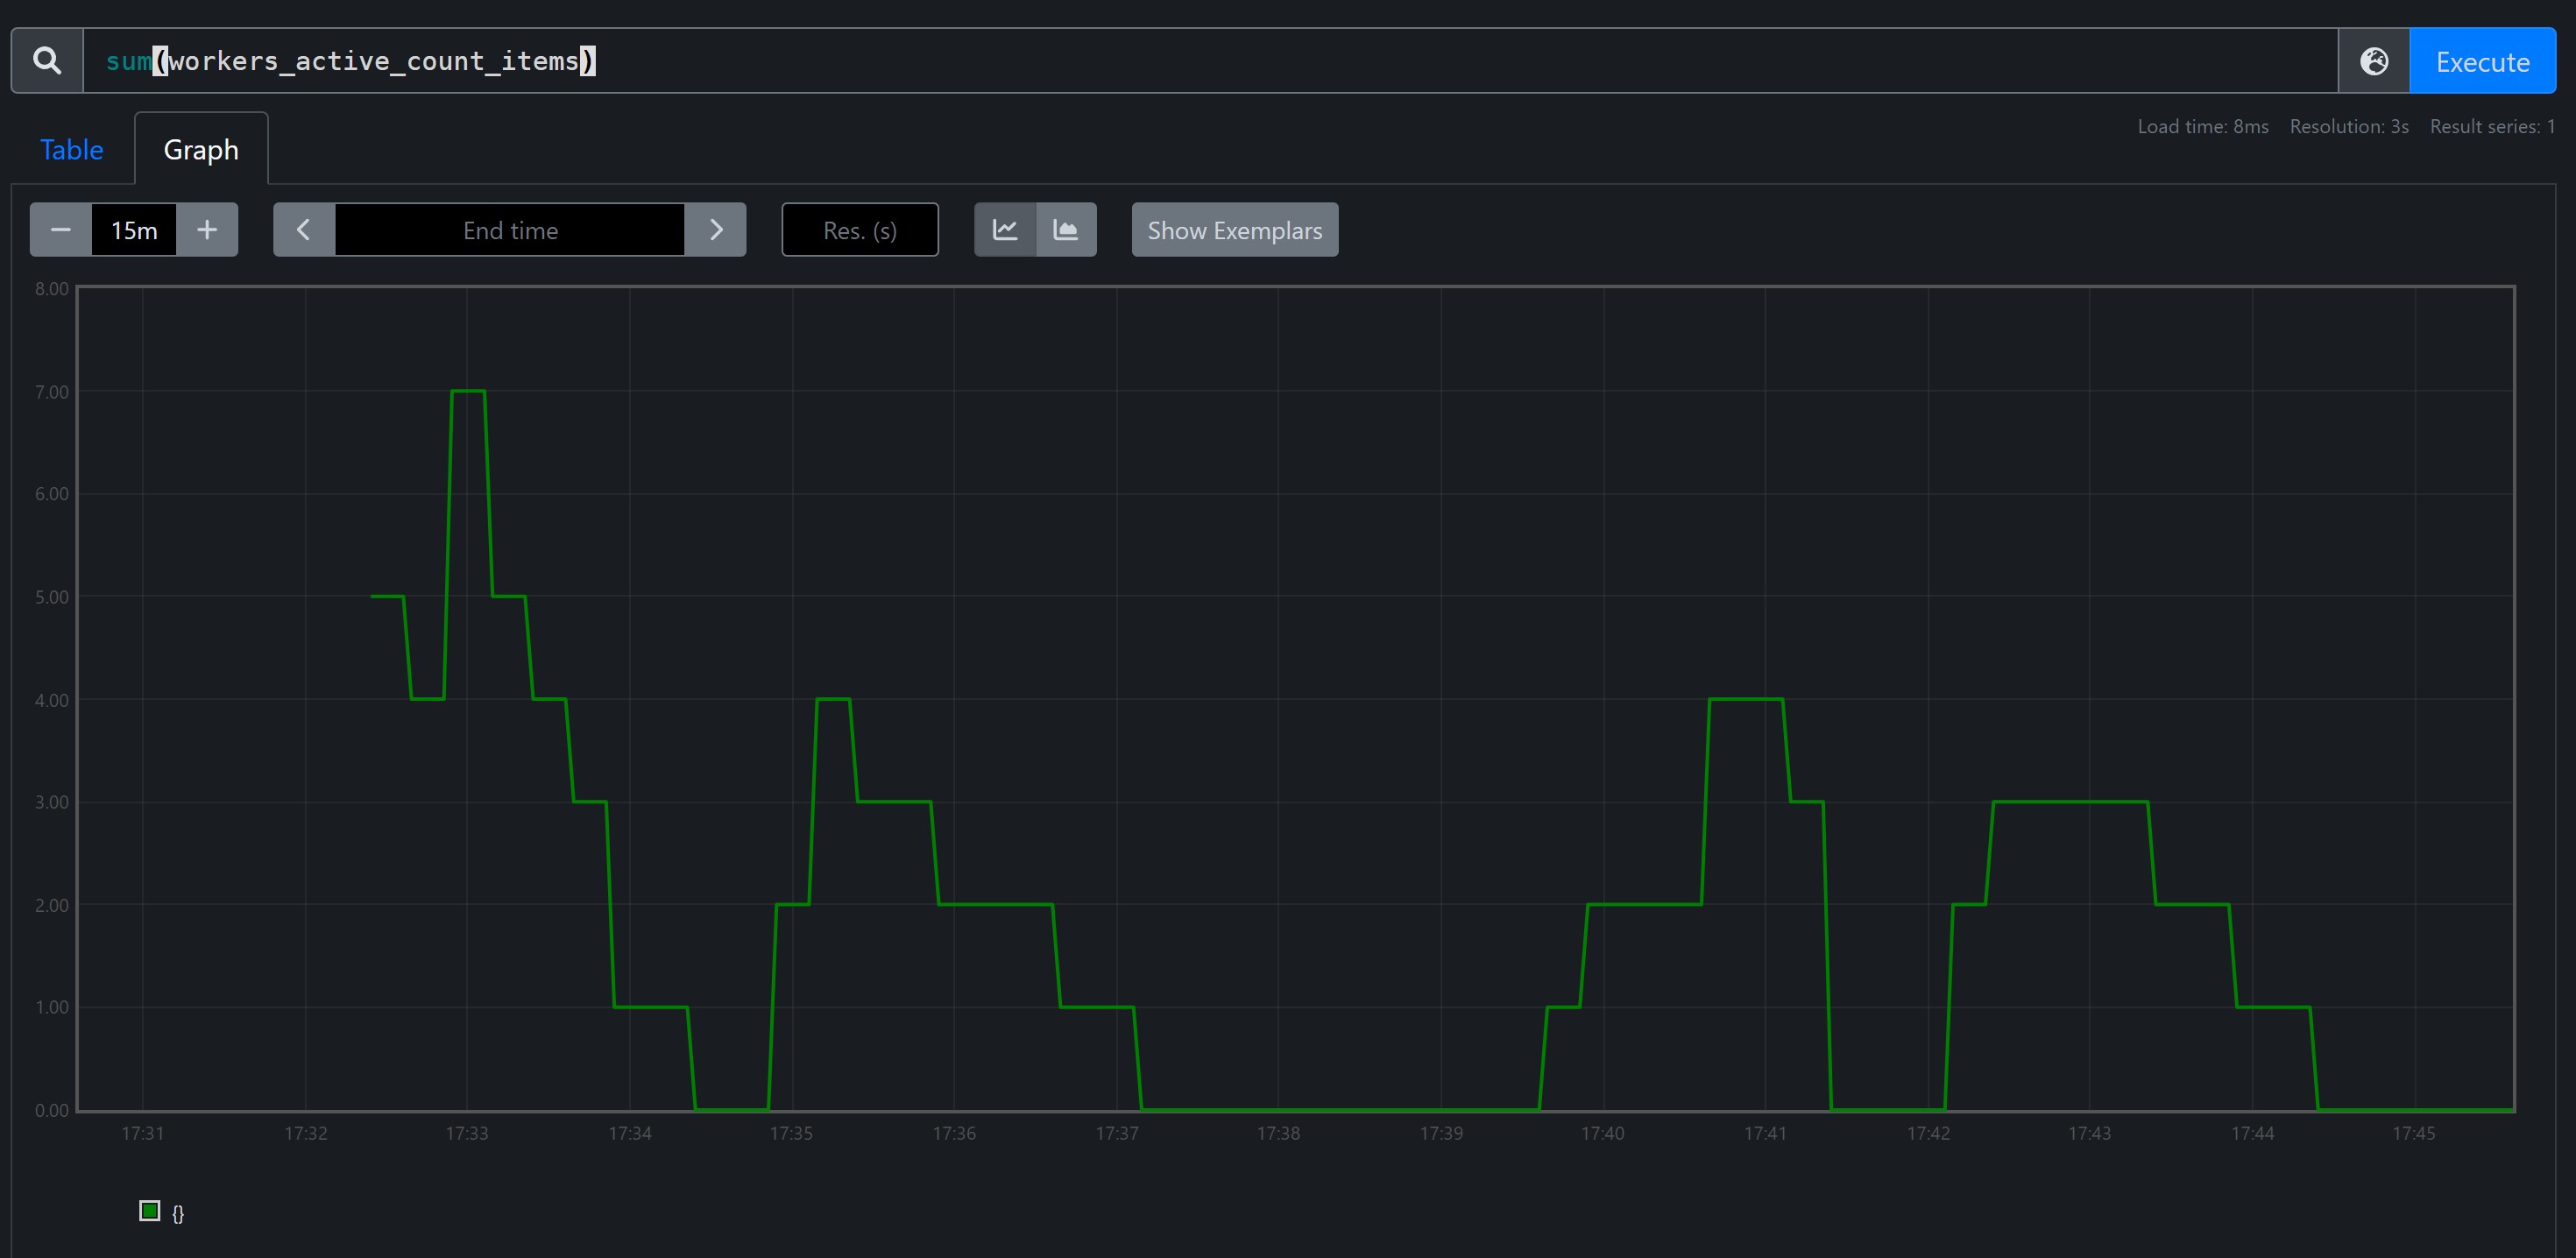 sum(workers_active_count_items)
Execute
Table
Graph
Load time: 8ms Resolution: 3s Result series: 1
15m
End time
Res. (s)
Show Exemplars
8.00
7.00
6.00
5.00
4.00
3.00
2.00
1.00
0.00
17:31 17:32 17:33 17:34 17:35 17:36 17:37 17:38 17:39 17:40 17:41 17:42 17:43 17:44 17:45
{}